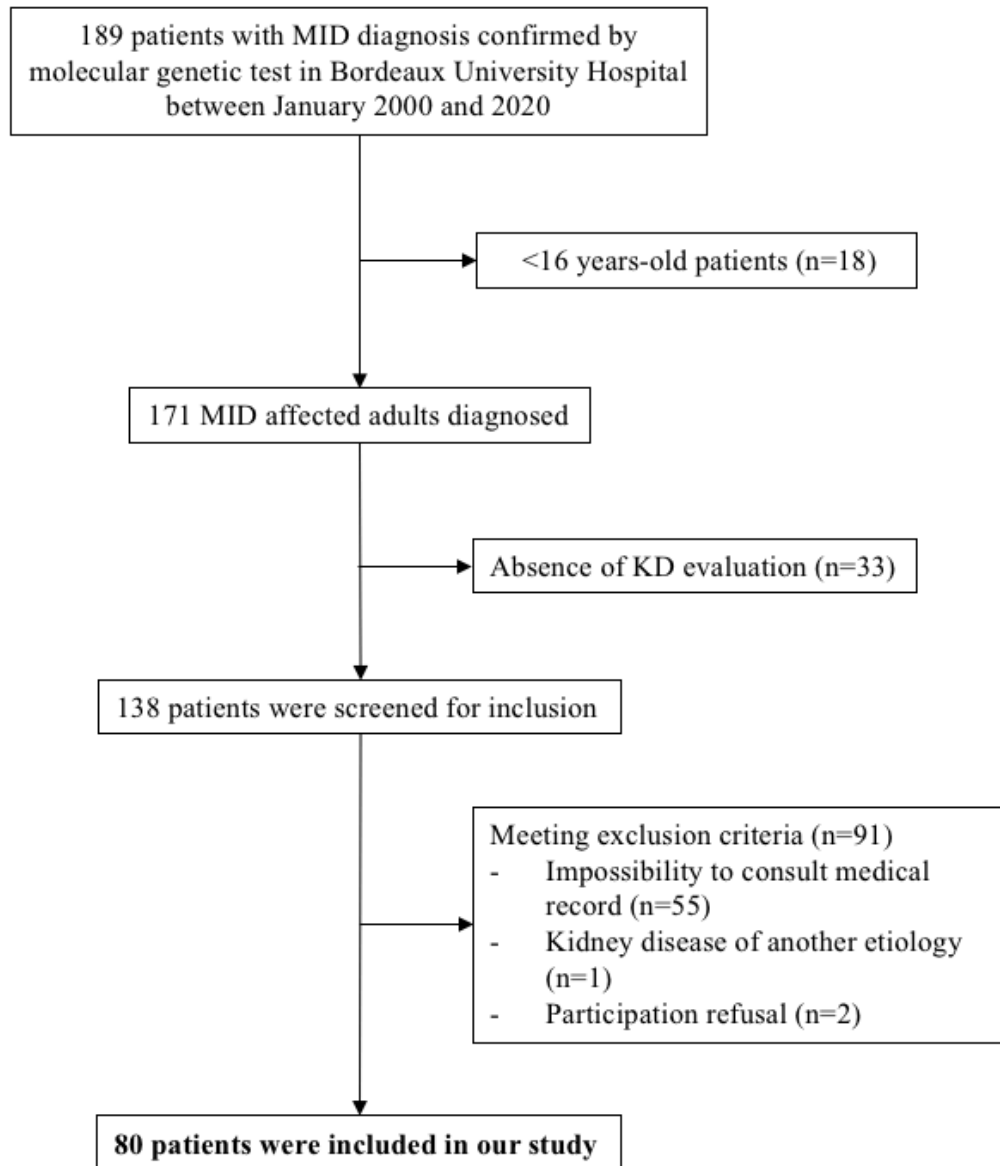 189 patients with MID diagnosis confirmed by
molecular genetic test in Bordeaux University Hospital
between January 2000 and 2020
<16 years-old patients (n=18)
171 MID affected adults diagnosed
Absence of KD evaluation (n=33)
138 patients were screened for inclusion
Meeting exclusion criteria (n=91)
- Impossibility to consult medical
record (n=55)
- Kidney disease of another etiology
(n=1)
- Participation refusal (n=2)
80 patients were included in our study